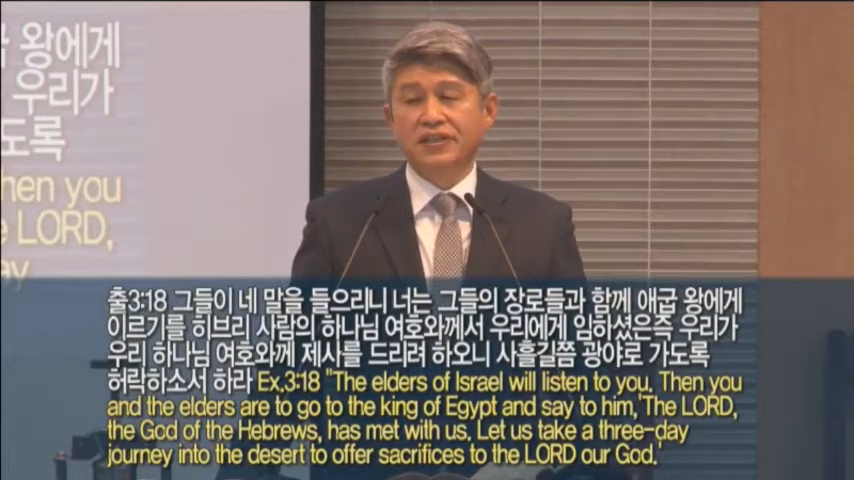 왕에게
우리가
도록
hen you
LORD,
ay
출3:18 그들이 네 말을 들으리니 너는 그들의 장로들과 함께 애굽 왕에게
이르기를 히브리 사람의 하나님 여호와께서 우리에게 임하셨은즉 우리가
우리 하나님 여호와께 제사를 드리려 하오니 사흘길쯤 광야로 가도록
허락하소서 하라 Ex.3:18 "The elders of Israel will listen to you. Then you
and the elders are to go to the king of Egypt and say to him,'The LORD,
the God of the Hebrews, has met with us. Let us take a three-day
journey into the desert to offer sacrifices to the LORD our God.'